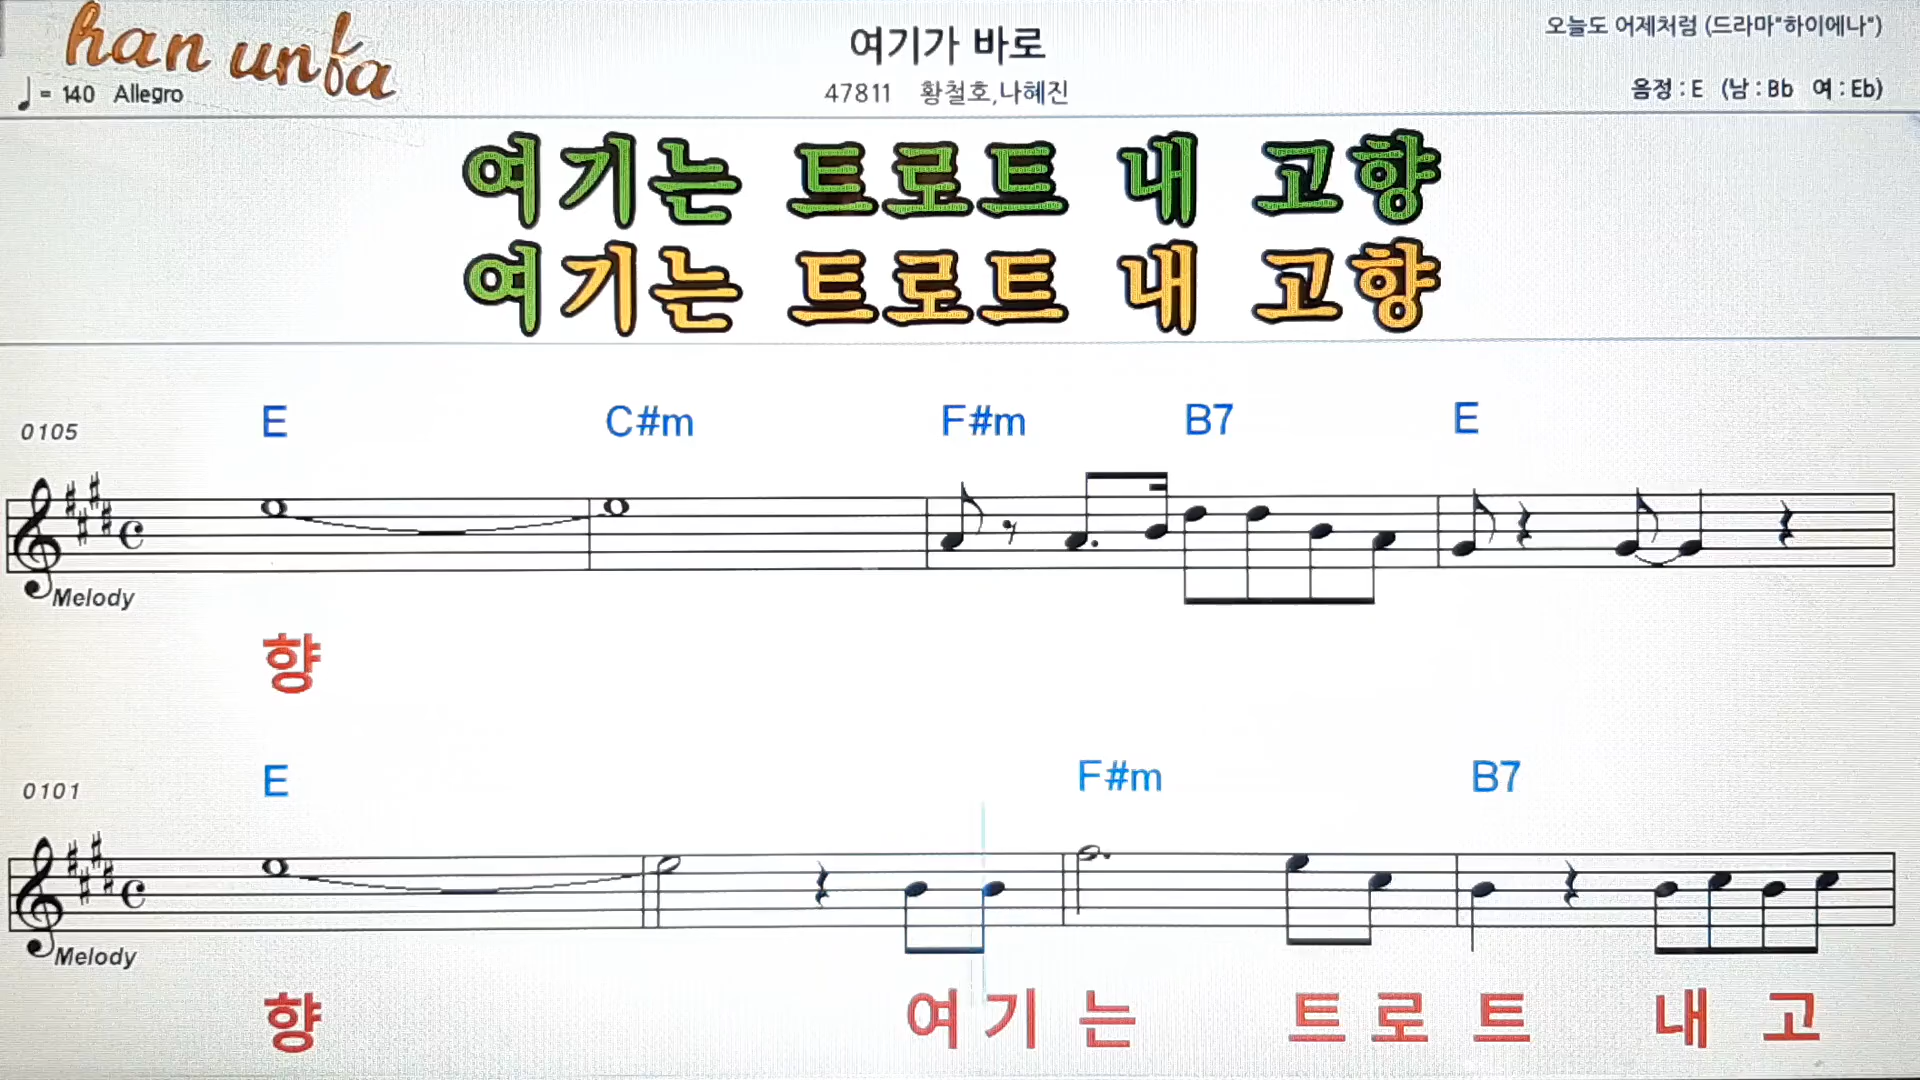 han unfa
여기가 바로
오늘도 어제처럼 (드라마"하이에나")
♩ = 140 Allegro
47811 황철호,나혜진
음정 : E (남 : Bb 여 : Eb)
여기는 트로트 내 고향
여기는 트로트 내 고향
0105 E C#m F#m B7 E
Melody
향
0101 E F#m B7
Melody
향 여 기 는 트 로 트 내 고